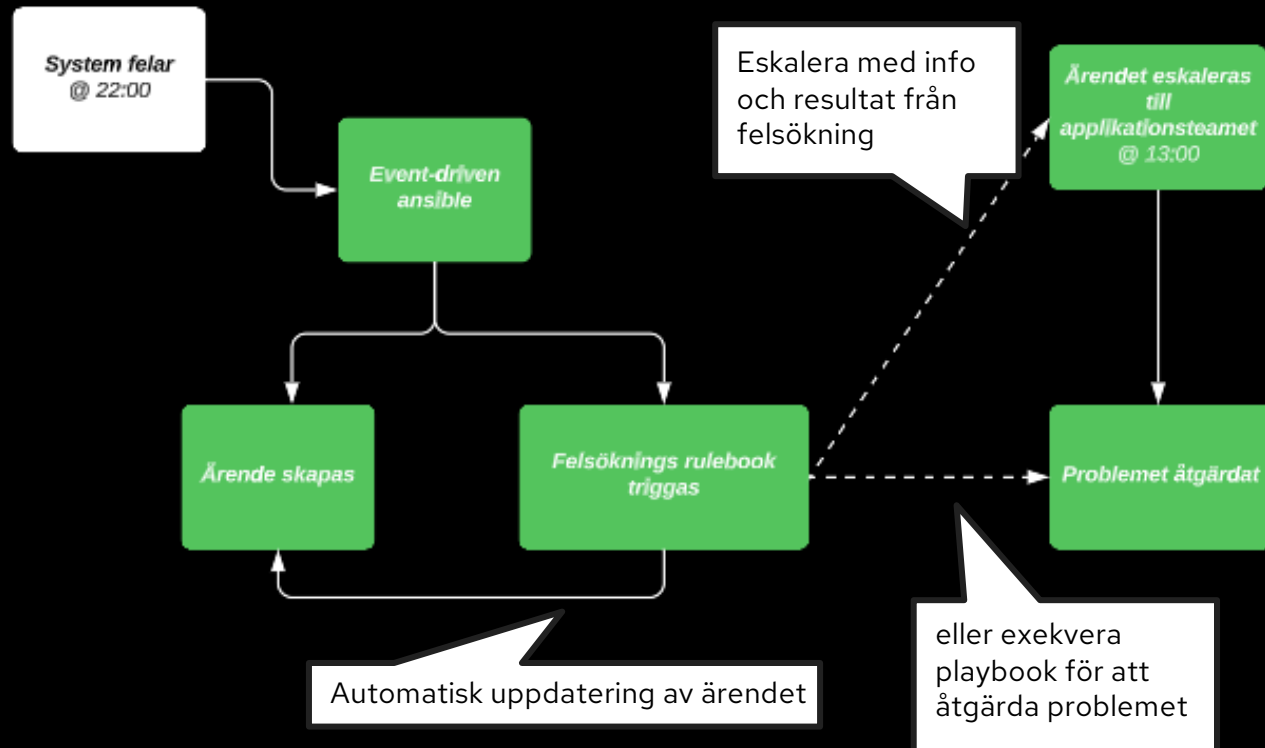 System felar
@ 22:00
Event-driven
ansible
Eskalera med info
och resultat från
felsökning
Ärendet eskaleras
till
applikationsteamet
@ 13:00
Ärende skapas
Felsöknings rulebook
triggas
Problemet åtgärdat
Automatisk uppdatering av ärendet
eller exekvera
playbook för att
åtgärda problemet